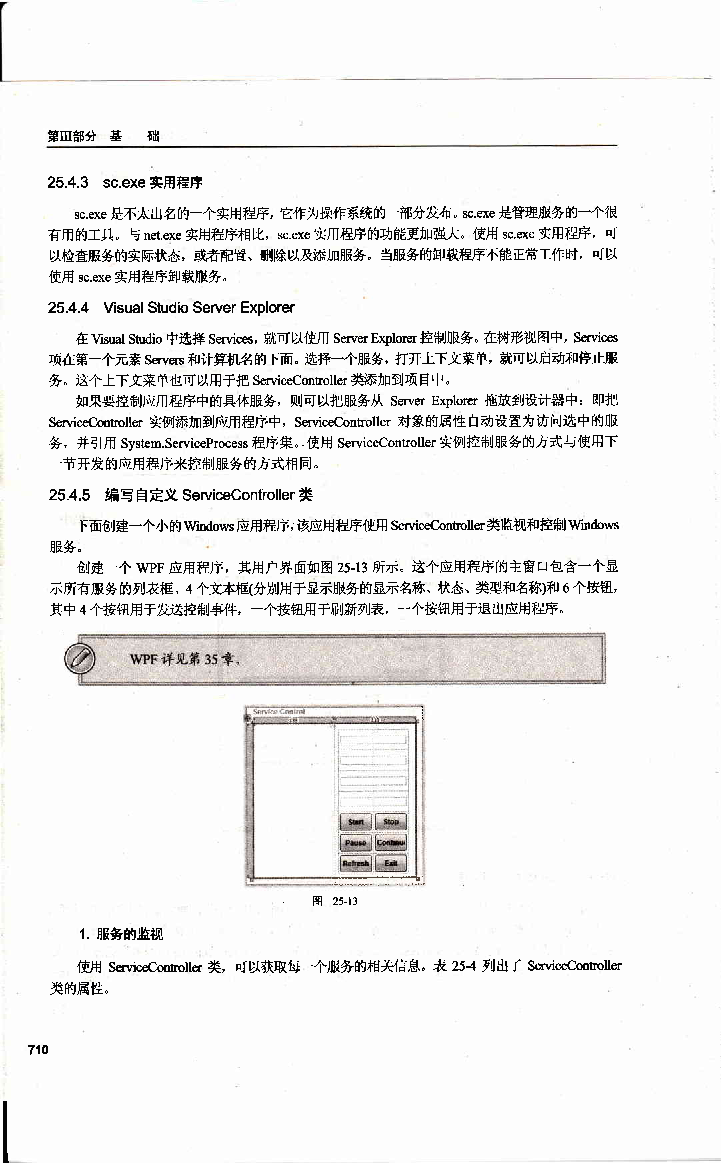 第Ⅲ部分 基 础
25.4.3 sc.exe 实用程序
sc.exe 是不太出名的一个实用程序，它作为操作系统的一部分发布。sc.exe 是管理服务的一个很
有用的工具。与 net.exe 实用程序相比，sc.exe 实用程序的功能更加强大。使用 sc.exe 实用程序，可
以检查服务的实际状态，或者配置、删除以及添加服务。当服务的卸载程序不能正常工作时，可以
使用 sc.exe 实用程序卸载服务。
25.4.4 Visual Studio Server Explorer
在 Visual Studio 中选择 Services，就可以使用 Server Explorer 控制服务。在树形视图中，Services
项在第一个元素 Servers 和计算机名的下面。选择一个服务，打开上下文菜单，就可以启动和停止服
务。这个上下文菜单也可以用于把 ServiceController 类添加到项目中。
如果要控制应用程序中的具体服务，则可以把服务从 Server Explorer 拖放到设计器中：即把
ServiceController 实例添加到应用程序中，ServiceController 对象的属性自动设置为访问选中的服
务，并引用 System.ServiceProcess 程序集。使用 ServiceController 实例控制服务的方式与使用下
一节开发的应用程序来控制服务的方式相同。
25.4.5 编写自定义 ServiceController 类
下面创建一个小的 Windows 应用程序，该应用程序使用 ServiceController 类监视和控制 Windows
服务。
创建一个 WPF 应用程序，其用户界面如图 25-13 所示。这个应用程序的主窗口包含一个显
示所有服务的列表框，4 个文本框(分别用于显示服务的显示名称、状态、类型和名称)和 6 个按钮，
其中 4 个按钮用于发送控制事件，一个按钮用于刷新列表，一个按钮用于退出应用程序。
WPF 详见第 35 章。
Service Control
Start Stop
Pause Continu
Refresh Exit
图 25-13
1. 服务的监视
使用 ServiceController 类，可以获取每一个服务的相关信息。表 25-4 列出了 ServiceController
类的属性。
710